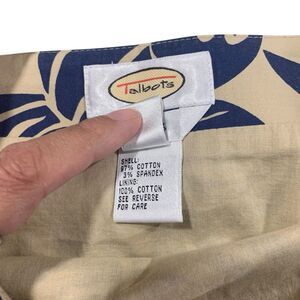 Talbots
SHELL:
97% COTTON
3% SPANDEX
LINING:
100% COTTON
SEE REVERSE
FOR CARE